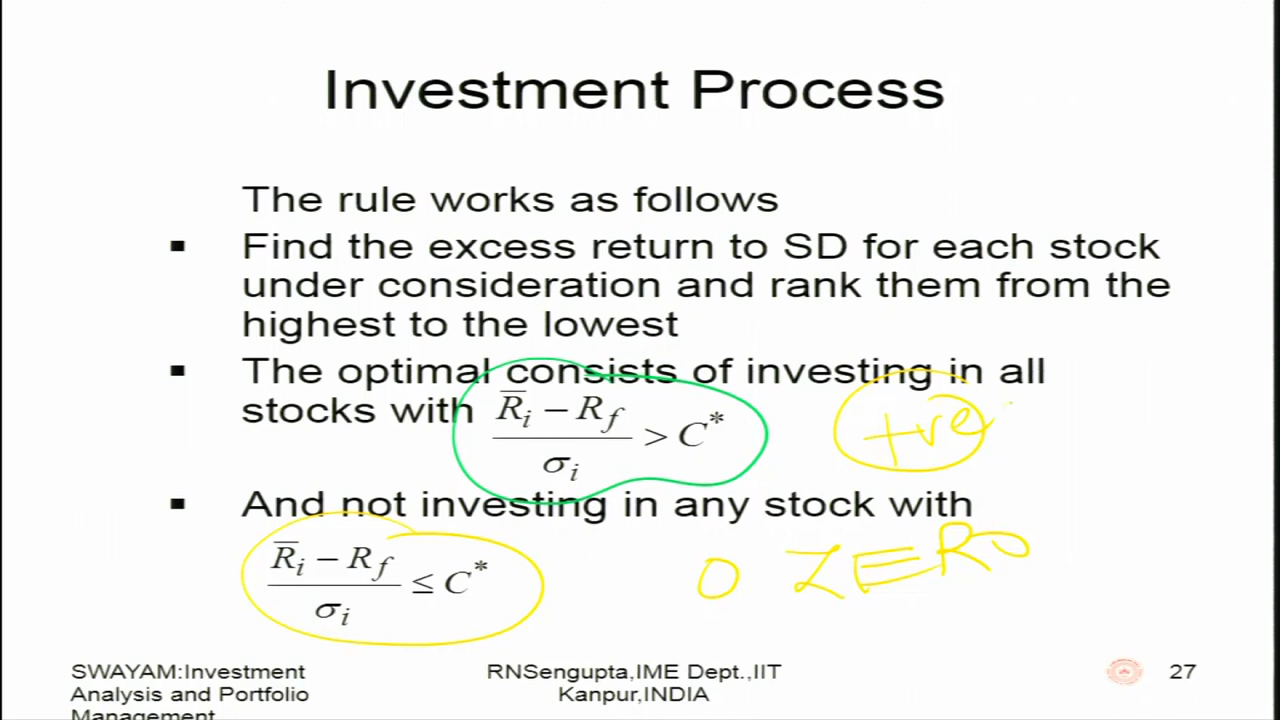 Investment Process
The rule works as follows
▪ Find the excess return to SD for each stock
under consideration and rank them from the
highest to the lowest
▪ The optimal consists of investing in all
stocks with (R̅ᵢ − R_f)/σᵢ > C* +ve
▪ And not investing in any stock with
(R̅ᵢ − R_f)/σᵢ ≤ C* 0 ZERO
SWAYAM:Investment
Analysis and Portfolio
Management
RNSengupta,IME Dept.,IIT
Kanpur,INDIA
27